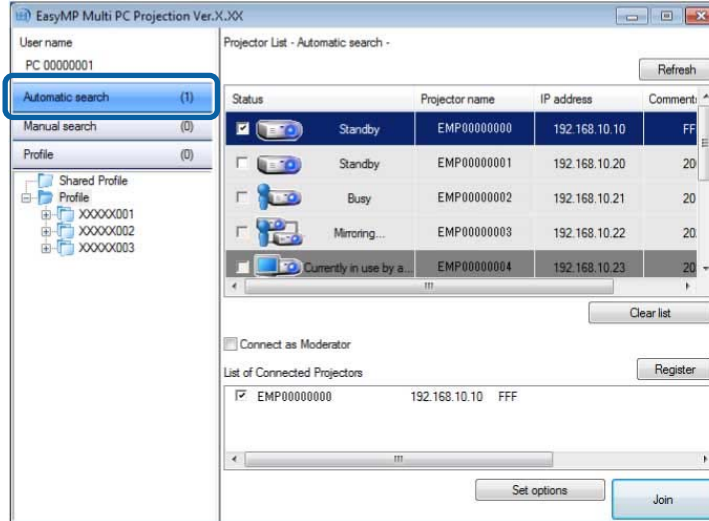 EasyMP Multi PC Projection Ver.X.XX
User name
PC 00000001
Automatic search (1)
Manual search (0)
Profile (0)
Shared Profile
Profile
XXXXX001
XXXXX002
XXXXX003
Projector List - Automatic search -
Refresh
Status Projector name IP address Comment
Standby EMP00000000 192.168.10.10 FF
Standby EMP00000001 192.168.10.20 20
Busy EMP00000002 192.168.10.21 20
Mirroring... EMP00000003 192.168.10.22 20.
Currently in use by a... EMP00000004 192.168.10.23 20
Clear list
Connect as Moderator
List of Connected Projectors
Register
EMP00000000 192.168.10.10 FFF
Set options
Join